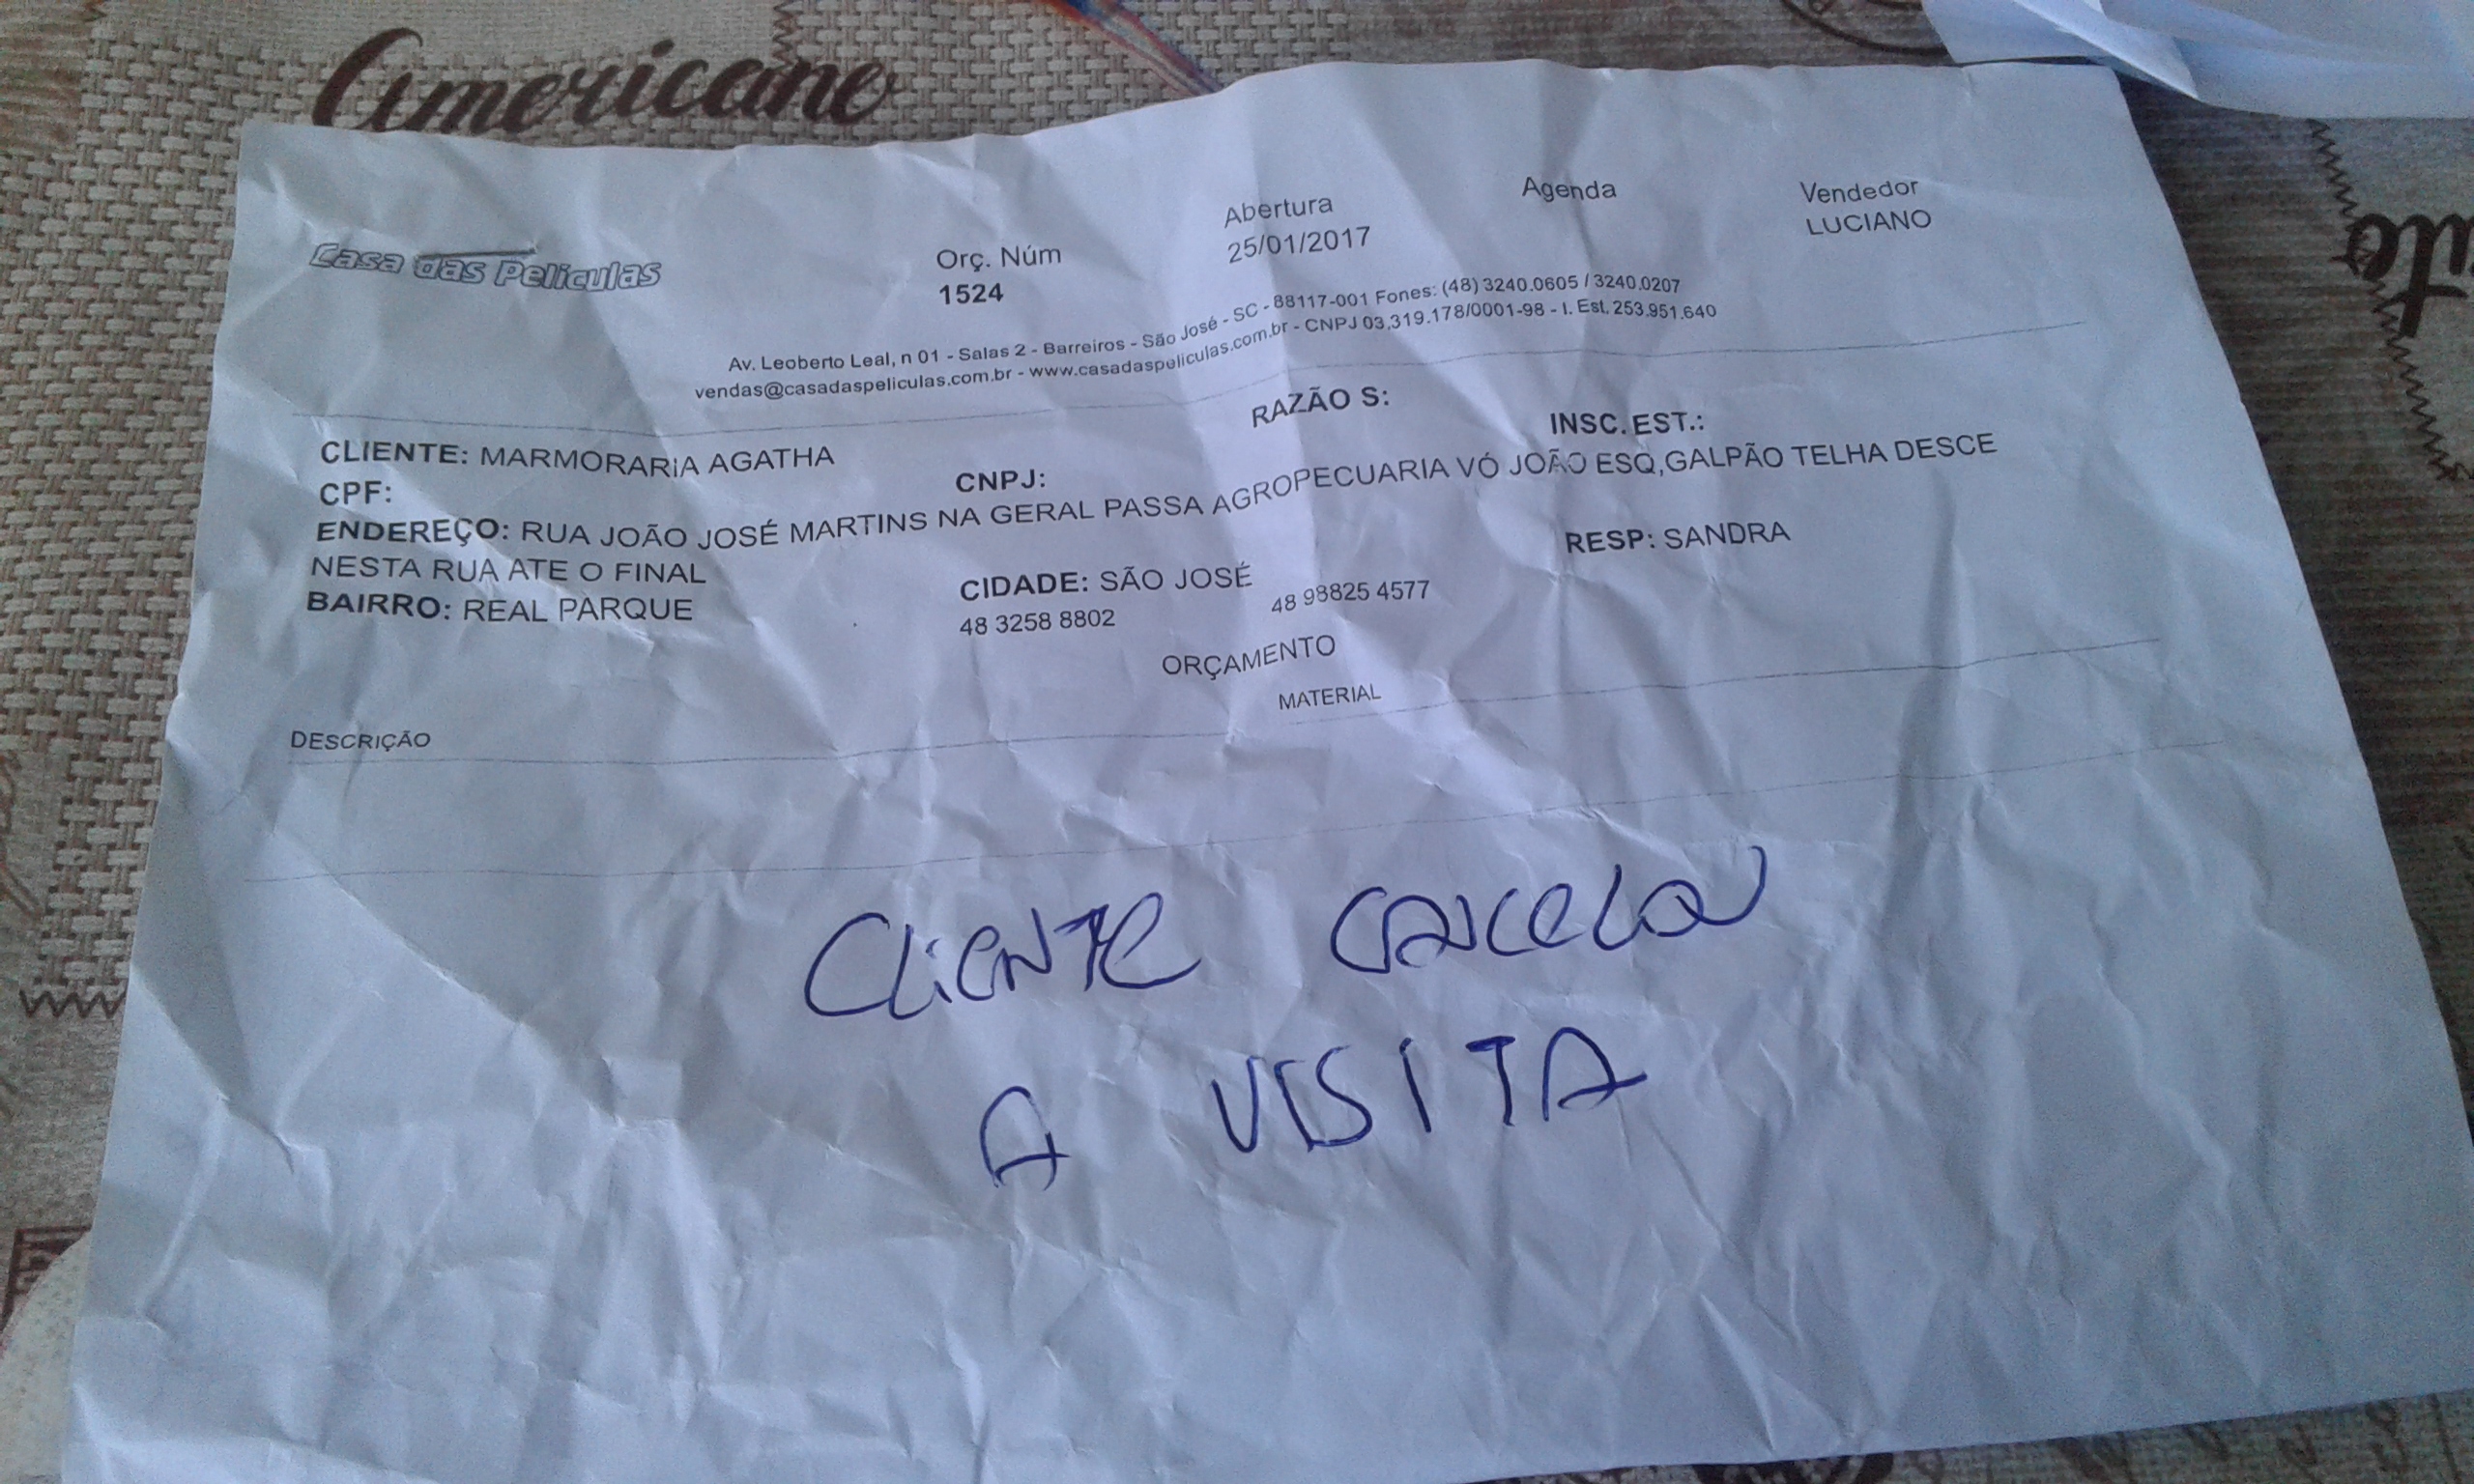 Americano
Casa das Películas
Orç. Núm
1524
Abertura
25/01/2017
Agenda
Vendedor
LUCIANO
Av. Leoberto Leal, n 01 - Salas 2 - Barreiros - São José - SC - 88117-001 Fones: (48) 3240.0605 / 3240.0207
vendas@casadaspeliculas.com.br - www.casadaspeliculas.com.br - CNPJ 03.319.178/0001-98 - I. Est. 253.951.640
CLIENTE: MARMORARIA AGATHA
RAZÃO S:
CPF:
CNPJ:
INSC. EST.:
ENDEREÇO: RUA JOÃO JOSÉ MARTINS NA GERAL PASSA AGROPECUARIA VÓ JOÃO ESQ,GALPÃO TELHA DESCE
NESTA RUA ATE O FINAL
BAIRRO: REAL PARQUE
CIDADE: SÃO JOSÉ
RESP: SANDRA
48 3258 8802
48 98825 4577
ORÇAMENTO
DESCRIÇÃO
MATERIAL
CLIENTE CANCELOU
A VISITA